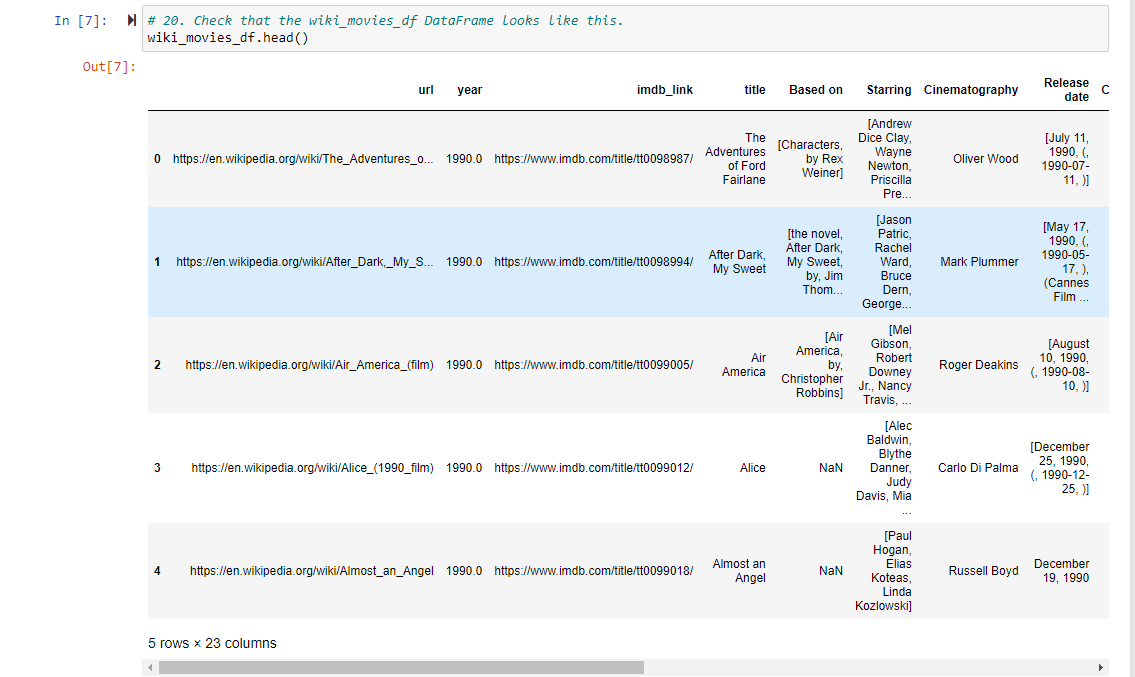 In [7]:
# 20. Check that the wiki_movies_df DataFrame looks like this.
wiki_movies_df.head()
Out[7]:
url year imdb_link title Based on Starring Cinematography Release date C
0 https://en.wikipedia.org/wiki/The_Adventures_o... 1990.0 https://www.imdb.com/title/tt0098987/ The Adventures of Ford Fairlane [Characters, by Rex Weiner] [Andrew Dice Clay, Wayne Newton, Priscilla Pre... Oliver Wood [July 11, 1990, (, 1990-07-11, )]
1 https://en.wikipedia.org/wiki/After_Dark,_My_S... 1990.0 https://www.imdb.com/title/tt0098994/ After Dark, My Sweet [the novel, After Dark, My Sweet, by, Jim Thom... [Jason Patric, Rachel Ward, Bruce Dern, George... Mark Plummer [May 17, 1990, (, 1990-05-17, ), (Cannes Film ...
2 https://en.wikipedia.org/wiki/Air_America_(film) 1990.0 https://www.imdb.com/title/tt0099005/ Air America [Air America, by, Christopher Robbins] [Mel Gibson, Robert Downey Jr., Nancy Travis, ... Roger Deakins [August 10, 1990, (, 1990-08-10, )]
3 https://en.wikipedia.org/wiki/Alice_(1990_film) 1990.0 https://www.imdb.com/title/tt0099012/ Alice NaN [Alec Baldwin, Blythe Danner, Judy Davis, Mia ... Carlo Di Palma [December 25, 1990, (, 1990-12-25, )]
4 https://en.wikipedia.org/wiki/Almost_an_Angel 1990.0 https://www.imdb.com/title/tt0099018/ Almost an Angel NaN [Paul Hogan, Elias Koteas, Linda Kozlowski] Russell Boyd December 19, 1990
5 rows × 23 columns